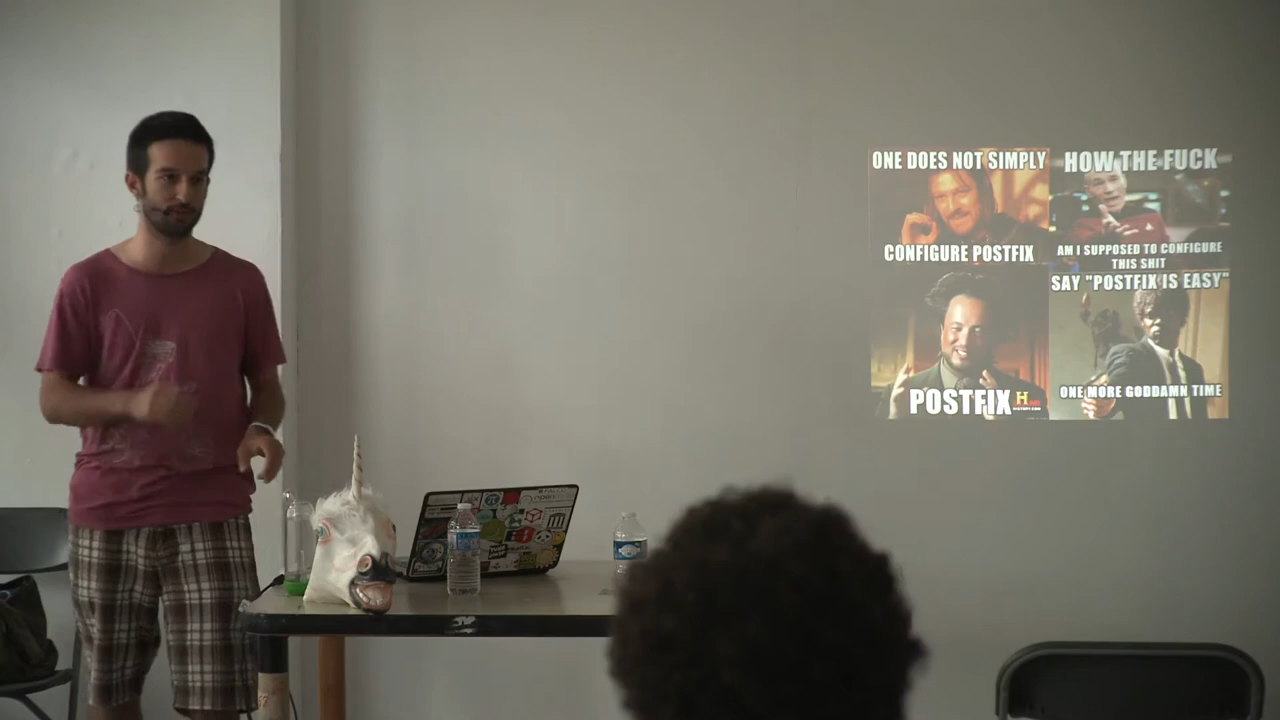 ONE DOES NOT SIMPLY
CONFIGURE POSTFIX
HOW THE FUCK
AM I SUPPOSED TO CONFIGURE
THIS SHIT
POSTFIX
H
SAY "POSTFIX IS EASY"
ONE MORE GODDAMN TIME